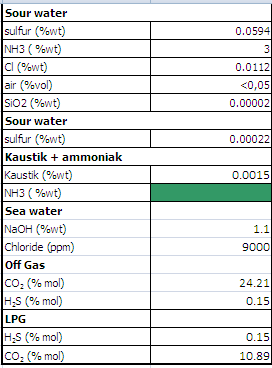 Sour water
sulfur (%wt) 0.0594
NH3 ( %wt) 3
Cl (%wt) 0.0112
air (%vol) <0,05
SiO2 (%wt) 0.00002
Sour water
sulfur (%wt) 0.00022
Kaustik + ammoniak
Kaustik (%wt) 0.0015
NH3 ( %wt)
Sea water
NaOH (%wt) 1.1
Chloride (ppm) 9000
Off Gas
CO₂ (% mol) 24.21
H₂S (% mol) 0.15
LPG
H₂S (% mol) 0.15
CO₂ (% mol) 10.89